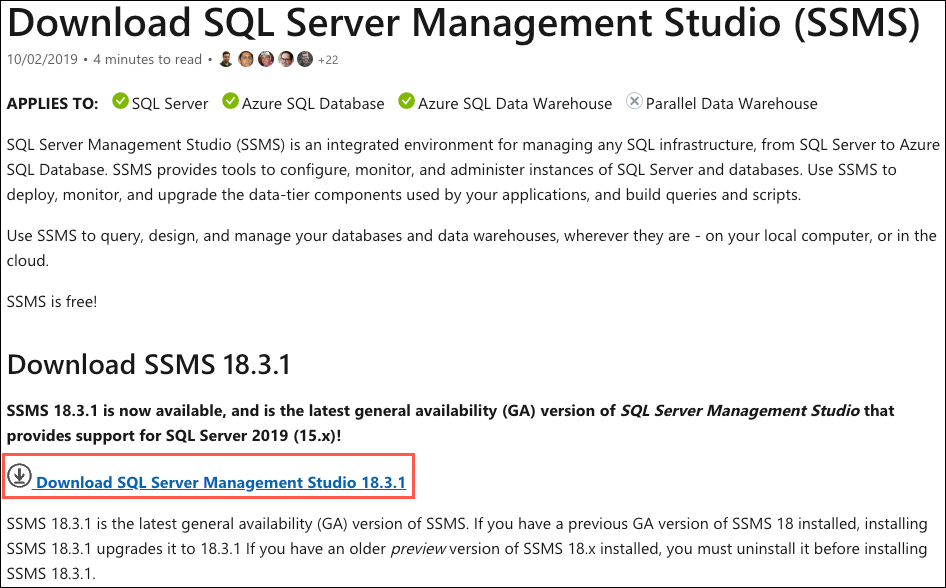 Download SQL Server Management Studio (SSMS)
10/02/2019 • 4 minutes to read • +22
APPLIES TO: SQL Server Azure SQL Database Azure SQL Data Warehouse Parallel Data Warehouse
SQL Server Management Studio (SSMS) is an integrated environment for managing any SQL infrastructure, from SQL Server to Azure
SQL Database. SSMS provides tools to configure, monitor, and administer instances of SQL Server and databases. Use SSMS to
deploy, monitor, and upgrade the data-tier components used by your applications, and build queries and scripts.
Use SSMS to query, design, and manage your databases and data warehouses, wherever they are - on your local computer, or in the
cloud.
SSMS is free!
Download SSMS 18.3.1
SSMS 18.3.1 is now available, and is the latest general availability (GA) version of SQL Server Management Studio that
provides support for SQL Server 2019 (15.x)!
Download SQL Server Management Studio 18.3.1
SSMS 18.3.1 is the latest general availability (GA) version of SSMS. If you have a previous GA version of SSMS 18 installed, installing
SSMS 18.3.1 upgrades it to 18.3.1 If you have an older preview version of SSMS 18.x installed, you must uninstall it before installing
SSMS 18.3.1.